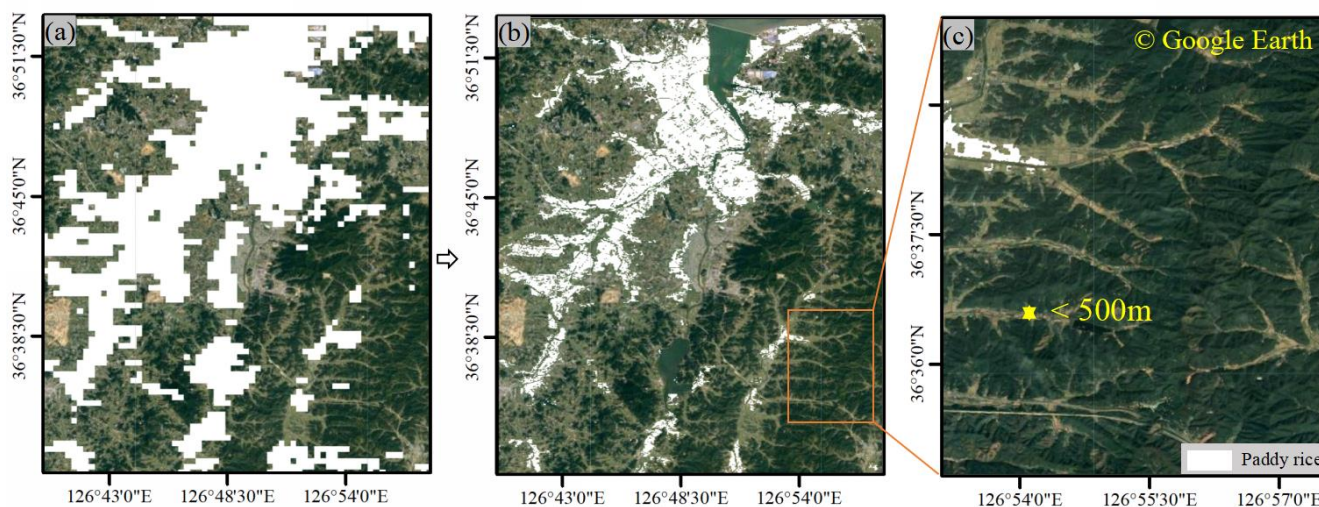 (a)
(b)
(c)
© Google Earth
36°51'30"N
36°45'0"N
36°38'30"N
126°43'0"E
126°48'30"E
126°54'0"E
36°51'30"N
36°45'0"N
36°38'30"N
126°43'0"E
126°48'30"E
126°54'0"E
36°37'30"N
36°36'0"N
< 500m
Paddy rice
126°54'0"E
126°55'30"E
126°57'0"E